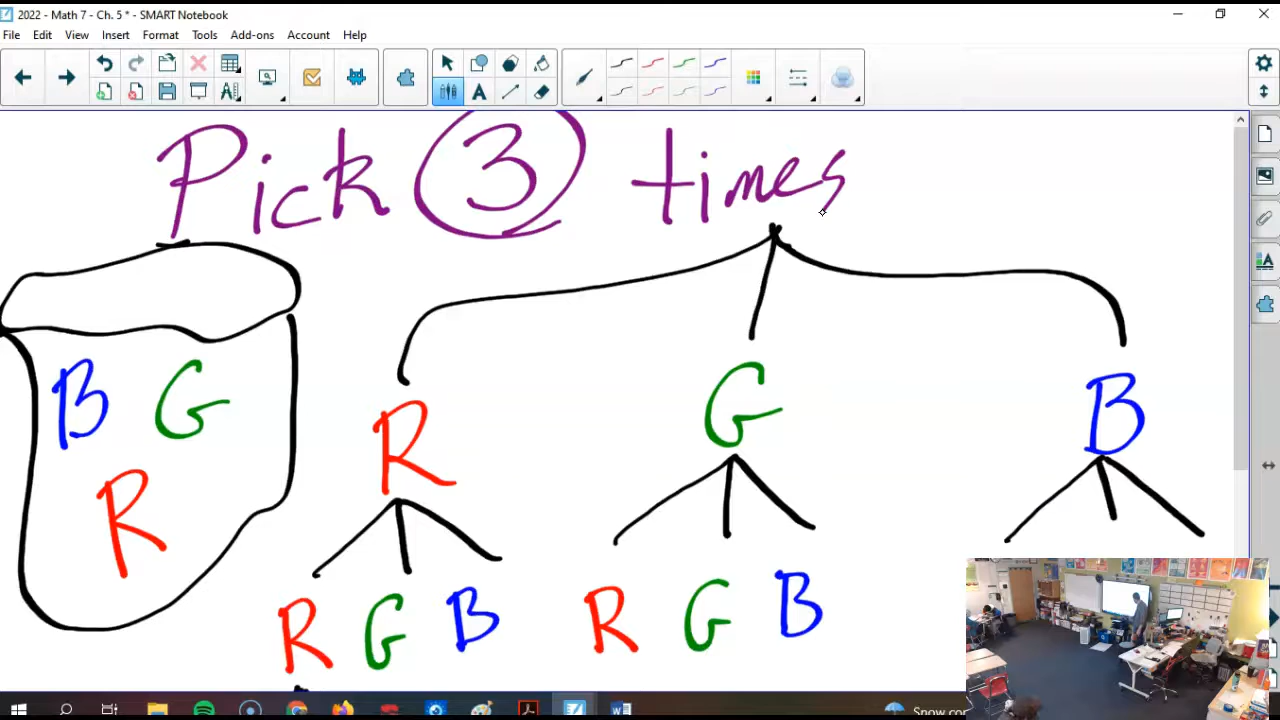 2022 - Math 7 - Ch. 5 * - SMART Notebook
File Edit View Insert Format Tools Add-ons Account Help
Pick 3 times
B G
R
R G B
R G B R G B